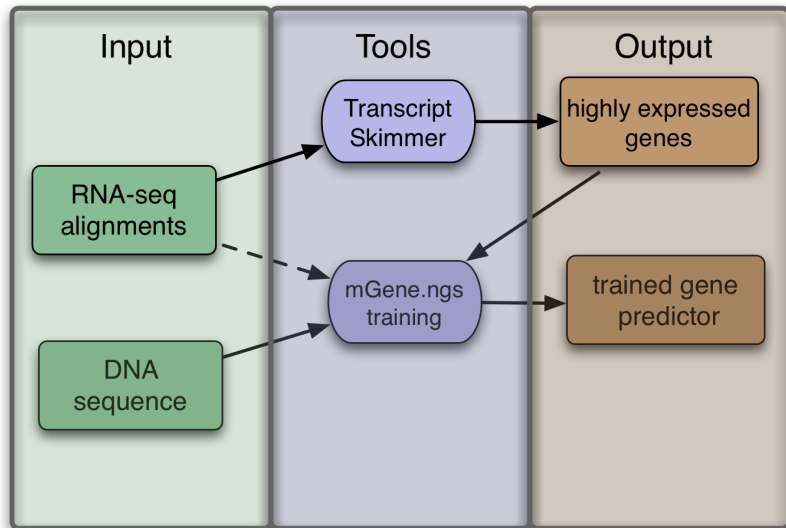 Input
Tools
Output
Transcript
Skimmer
highly expressed
genes
RNA-seq
alignments
mGene.ngs
training
trained gene
predictor
DNA
sequence